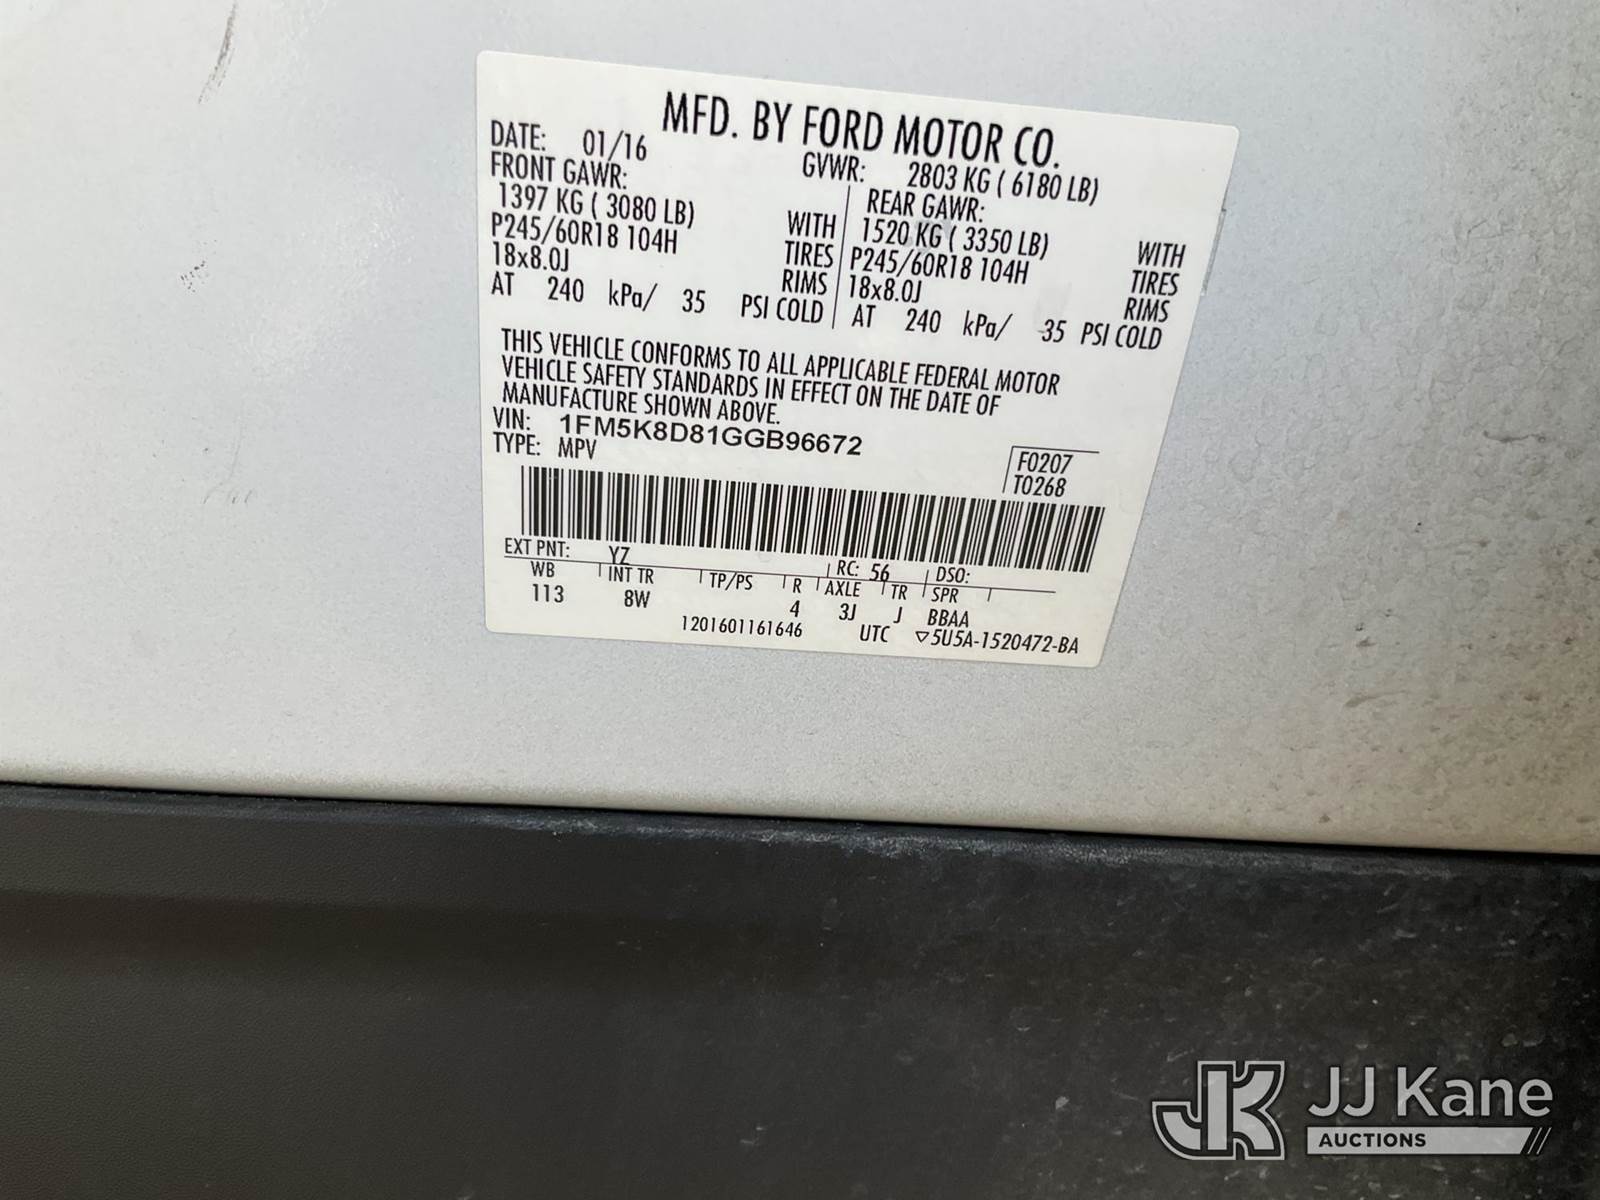 MFD. BY FORD MOTOR CO.
DATE: 01/16 GVWR: 2803 KG ( 6180 LB)
FRONT GAWR: REAR GAWR:
1397 KG ( 3080 LB) WITH 1520 KG ( 3350 LB) WITH
P245/60R18 104H TIRES P245/60R18 104H TIRES
18x8.0J RIMS 18x8.0J RIMS
AT 240 kPa/ 35 PSI COLD AT 240 kPa/ 35 PSI COLD
THIS VEHICLE CONFORMS TO ALL APPLICABLE FEDERAL MOTOR
VEHICLE SAFETY STANDARDS IN EFFECT ON THE DATE OF
MANUFACTURE SHOWN ABOVE.
VIN: 1FM5K8D81GGB96672
TYPE: MPV
F0207
T0268
EXT PNT: YZ RC: 56 DSO:
WB INT TR TP/PS R AXLE TR SPR
113 8W 4 3J J BBAA
1201601161646 UTC ▽5U5A-1520472-BA
JK JJ Kane
AUCTIONS